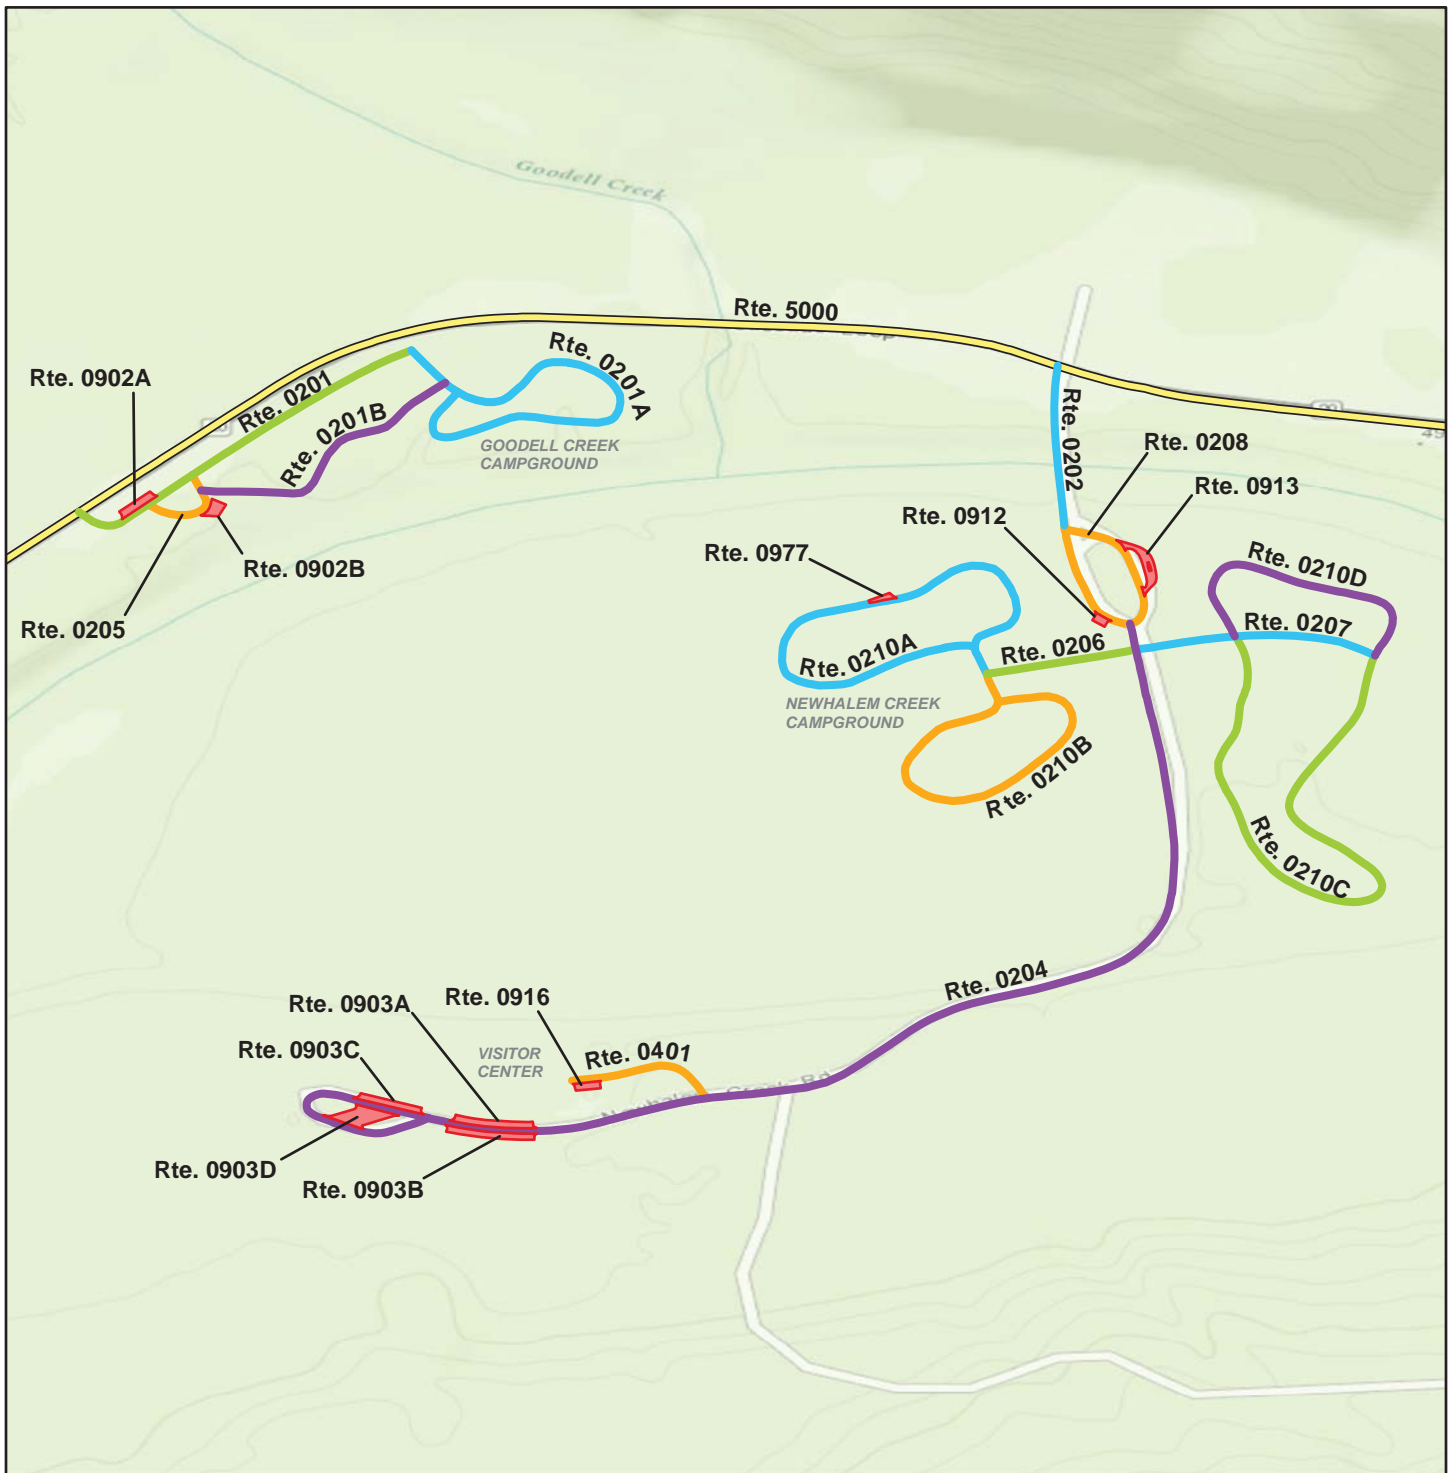 Goodell Creek
Rte. 5000
Rte. 0201A
Rte. 0902A
Rte. 0201
Rte. 0201B
GOODELL CREEK
CAMPGROUND
Rte. 0202
Rte. 0208
Rte. 0913
Rte. 0912
Rte. 0977
Rte. 0902B
Rte. 0210D
Rte. 0205
Rte. 0207
Rte. 0206
Rte. 0210A
NEWHALEM CREEK
CAMPGROUND
Rte. 0210B
Rte. 0210C
Rte. 0204
Rte. 0916
Rte. 0903A
Rte. 0903C
VISITOR
CENTER
Rte. 0401
Creek Rd
Rte. 0903D
Rte. 0903B